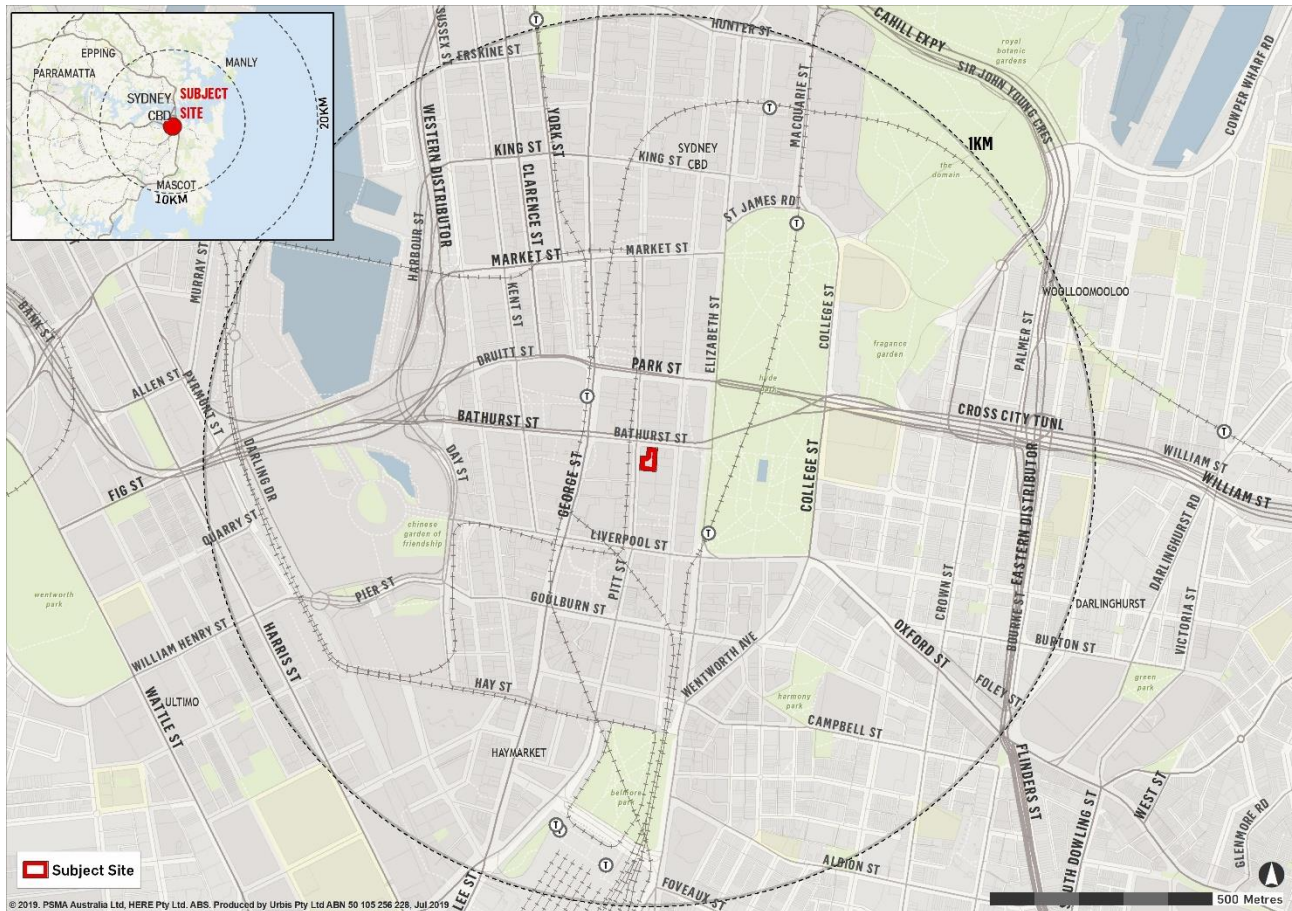 EPPING
MANLY
PARRAMATTA
SYDNEY
CBD
SUBJECT
SITE
20KM
MASCOT
10KM
SUSSEX ST
ERSKINE ST
HUNTER ST
CAHILL EXPY
royal
botanic
gardens
SIR JOHN YOUNG CRES
COWPER WHARF RD
WESTERN DISTRIBUTOR
YORK ST
MACQUARIE ST
T
T
1KM
KING ST
CLARENCE ST
KING ST
SYDNEY
CBD
the
domain
ST JAMES RD
T
HARBOUR ST
MURRAY ST
MARKET ST
MARKET ST
KENT ST
ELIZABETH ST
COLLEGE ST
WOOLLOOMOOLOO
BANK ST
PALMER ST
fragance
garden
DRUITT ST
PARK ST
hyde
park
ALLEN ST
PYRMONT ST
T
BATHURST ST
BATHURST ST
CROSS CITY TUNL
T
WILLIAM ST
WILLIAM ST
DAY ST
GEORGE ST
COLLEGE ST
DARLING DR
FIG ST
QUARRY ST
chinese
garden of
friendship
LIVERPOOL ST
T
PITT ST
EASTERN DISTRIBUTOR
DARLINGHURST RD
VICTORIA ST
CROWN ST
BOURKE ST
DARLINGHURST
wentworth
park
PIER ST
GOULBURN ST
WILLIAM HENRY ST
HARRIS ST
WENTWORTH AVE
OXFORD ST
BURTON ST
FOLEY ST
green
park
HAY ST
harmony
park
CAMPBELL ST
ULTIMO
WATTLE ST
HAYMARKET
FLINDERS ST
WEST ST
belmore
park
SOUTH DOWLING ST
GLENMORE RD
T
T
ALBION ST
LEE ST
FOVEAUX ST
Subject Site
500 Metres
© 2019. PSMA Australia Ltd, HERE Pty Ltd. ABS. Produced by Urbis Pty Ltd ABN 50 105 256 228, Jul 2019